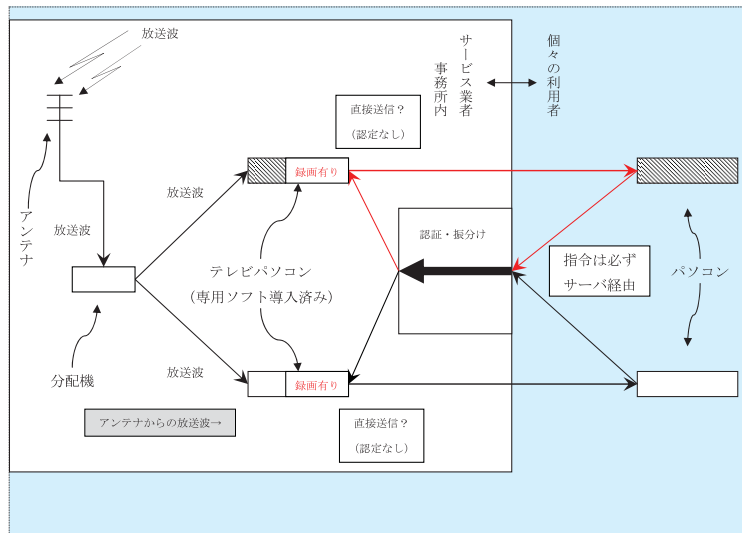 放送波
サービス業者
事務所内
個々の利用者
直接送信？
（認定なし）
録画有り
放送波
アンテナ
放送波
認証・振分け
テレビパソコン
（専用ソフト導入済み）
指令は必ず
サーバ経由
パソコン
放送波
分配機
録画有り
アンテナからの放送波→
直接送信？
（認定なし）